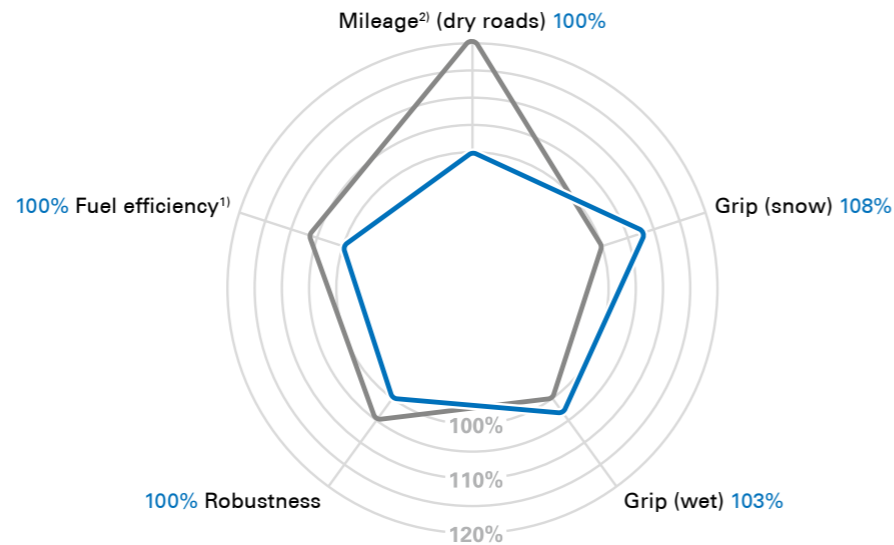 Mileage²⁾ (dry roads) 100%
100% Fuel efficiency¹⁾
Grip (snow) 108%
100%
110%
120%
100% Robustness
Grip (wet) 103%